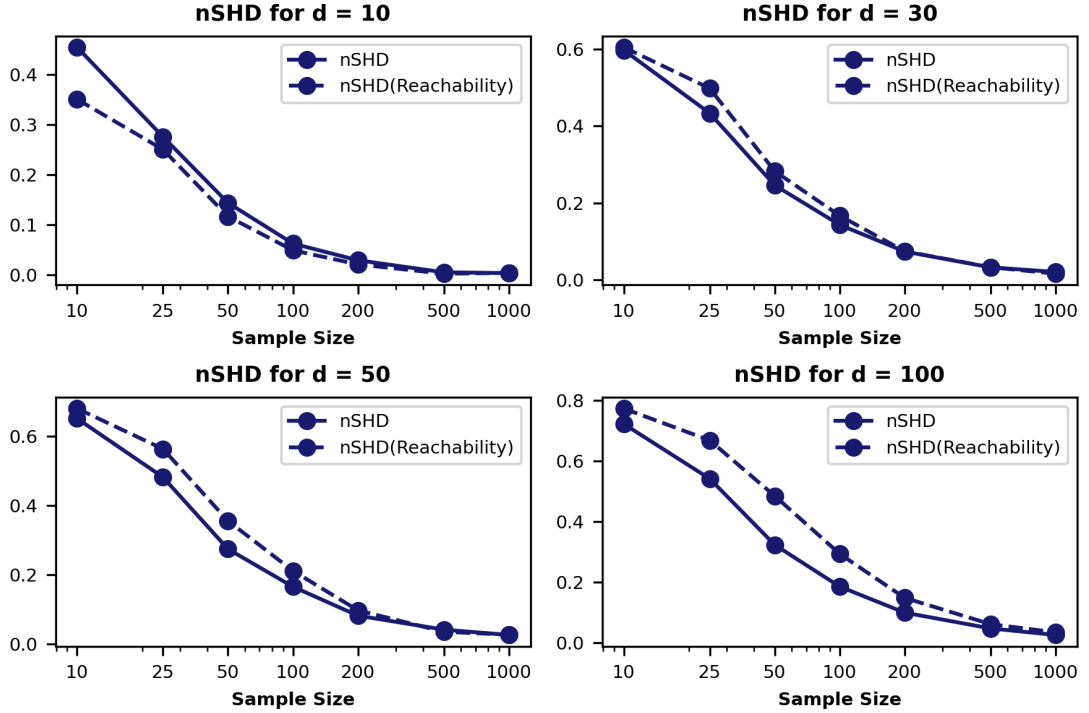 nSHD for d = 10
0.4
0.3
0.2
0.1
0.0
nSHD
nSHD(Reachability)
10 25 50 100 200 500 1000
Sample Size
nSHD for d = 30
0.6
0.4
0.2
0.0
nSHD
nSHD(Reachability)
10 25 50 100 200 500 1000
Sample Size
nSHD for d = 50
0.6
0.4
0.2
0.0
nSHD
nSHD(Reachability)
10 25 50 100 200 500 1000
Sample Size
nSHD for d = 100
0.8
0.6
0.4
0.2
0.0
nSHD
nSHD(Reachability)
10 25 50 100 200 500 1000
Sample Size